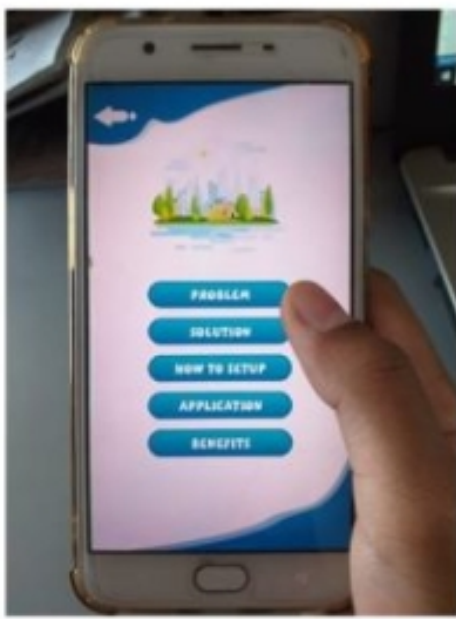 PROBLEM
SOLUTION
HOW TO SETUP
APPLICATION
BENEFITS